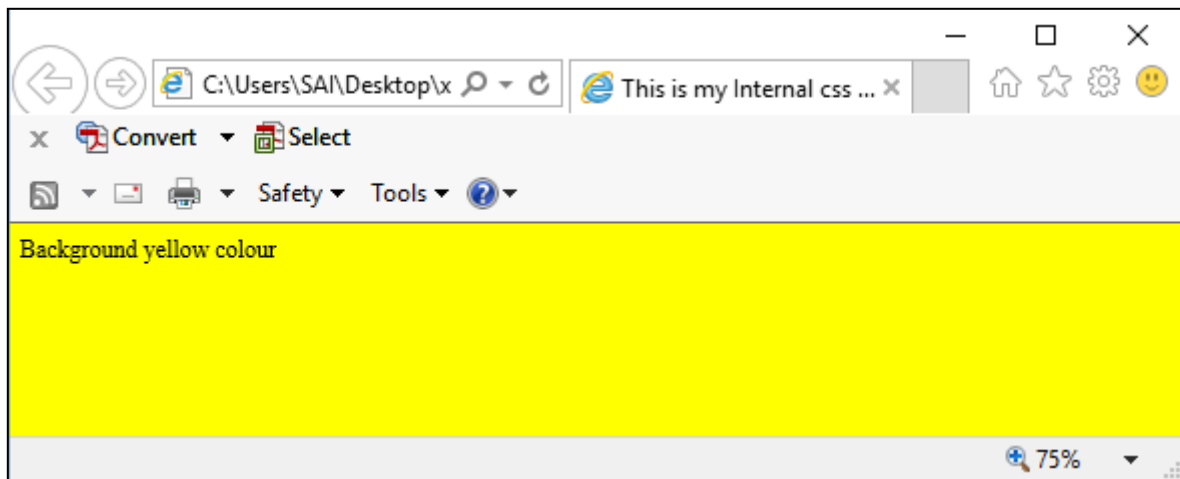 C:\Users\SAI\Desktop\x
This is my Internal css ...
Convert Select
Safety Tools
Background yellow colour
75%